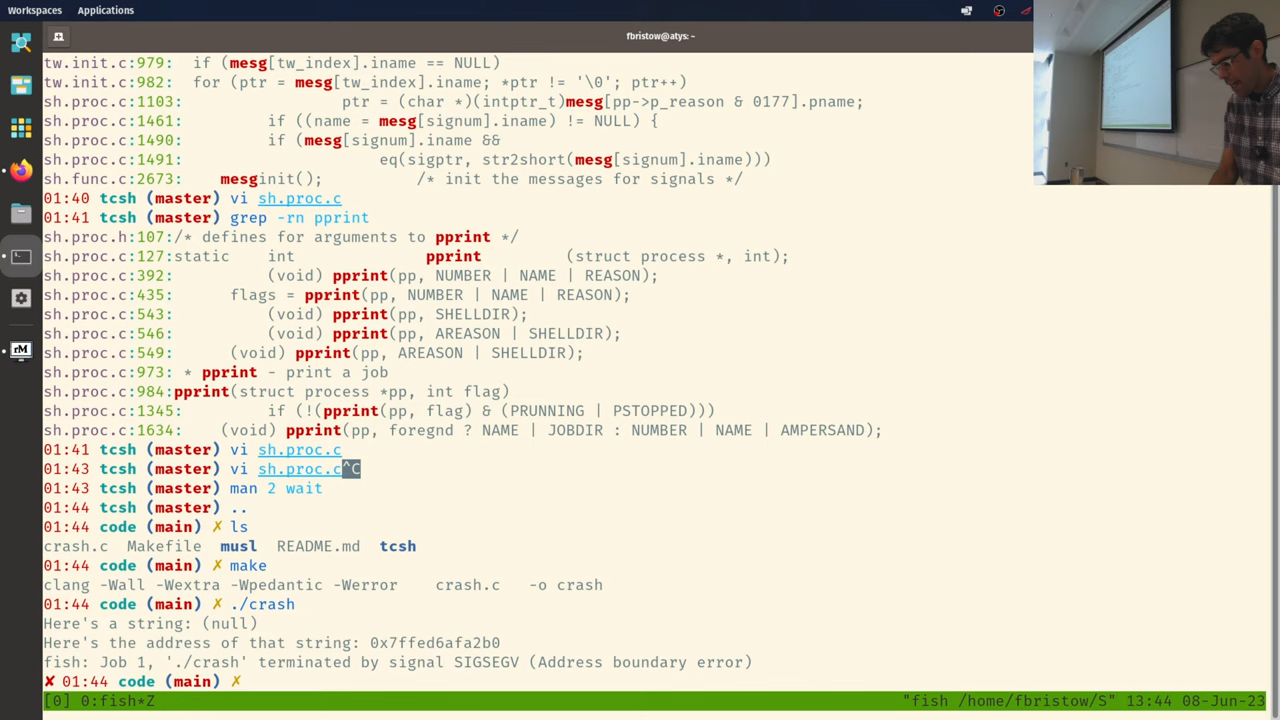 Workspaces Applications
fbristow@atys: ~
tw.init.c:979:  if (mesg[tw_index].iname == NULL)
tw.init.c:982:  for (ptr = mesg[tw_index].iname; *ptr != '\0'; ptr++)
sh.proc.c:1103:                 ptr = (char *)(intptr_t)mesg[pp->p_reason & 0177].pname;
sh.proc.c:1461:         if ((name = mesg[signum].iname) != NULL) {
sh.proc.c:1490:         if (mesg[signum].iname &&
sh.proc.c:1491:                     eq(sigptr, str2short(mesg[signum].iname)))
sh.func.c:2673:    mesginit();          /* init the messages for signals */
01:40 tcsh (master) vi sh.proc.c
01:41 tcsh (master) grep -rn pprint
sh.proc.h:107:/* defines for arguments to pprint */
sh.proc.c:127:static    int              pprint         (struct process *, int);
sh.proc.c:392:          (void) pprint(pp, NUMBER | NAME | REASON);
sh.proc.c:435:      flags = pprint(pp, NUMBER | NAME | REASON);
sh.proc.c:543:          (void) pprint(pp, SHELLDIR);
sh.proc.c:546:          (void) pprint(pp, AREASON | SHELLDIR);
sh.proc.c:549:      (void) pprint(pp, AREASON | SHELLDIR);
sh.proc.c:973: * pprint - print a job
sh.proc.c:984:pprint(struct process *pp, int flag)
sh.proc.c:1345:         if (!(pprint(pp, flag) & (PRUNNING | PSTOPPED)))
sh.proc.c:1634:    (void) pprint(pp, foregnd ? NAME | JOBDIR : NUMBER | NAME | AMPERSAND);
01:41 tcsh (master) vi sh.proc.c
01:43 tcsh (master) vi sh.proc.c^C
01:43 tcsh (master) man 2 wait
01:44 tcsh (master) ..
01:44 code (main) ✗ ls
crash.c  Makefile  musl  README.md  tcsh
01:44 code (main) ✗ make
clang -Wall -Wextra -Wpedantic -Werror    crash.c   -o crash
01:44 code (main) ✗ ./crash
Here's a string: (null)
Here's the address of that string: 0x7ffed6afa2b0
fish: Job 1, './crash' terminated by signal SIGSEGV (Address boundary error)
✘ 01:44 code (main) ✗
[0] 0:fish*Z "fish /home/fbristow/S" 13:44 08-Jun-23
rM